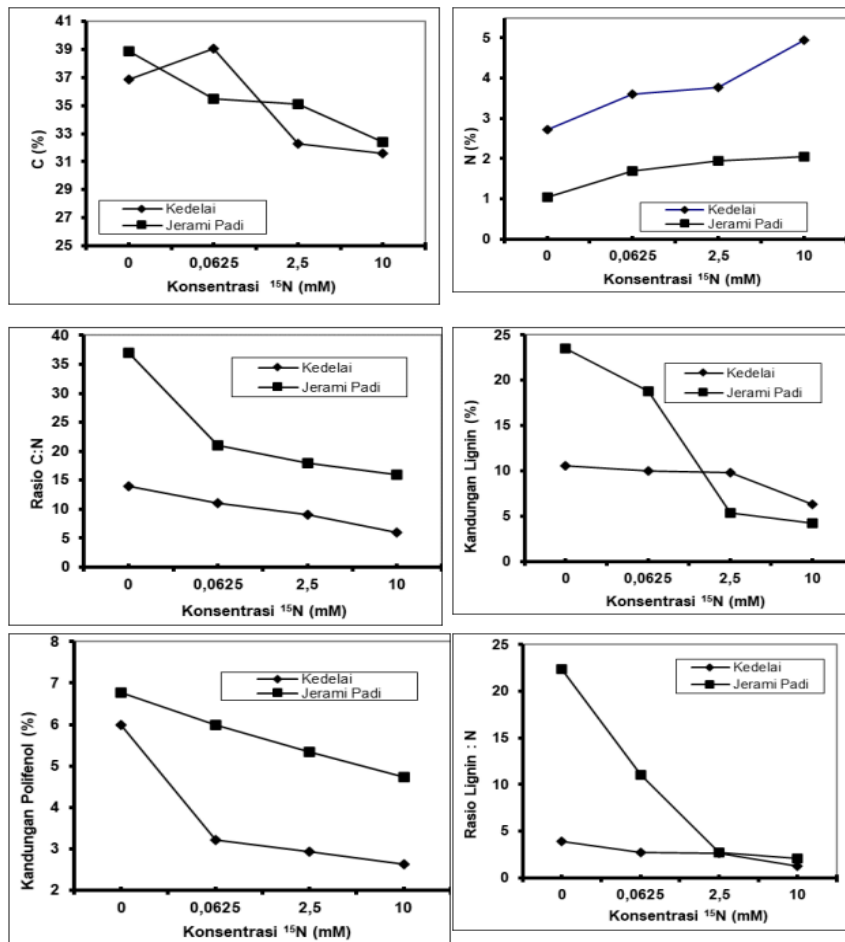 41
39
37
35
33
31
29
27
25
C (%)
Kedelai
Jerami Padi
0 0,0625 2,5 10
Konsentrasi ¹⁵N (mM)
5
4
3
2
1
0
N (%)
Kedelai
Jerami Padi
0 0,0625 2,5 10
Konsentrasi ¹⁵N (mM)
40
35
30
25
20
15
10
5
0
Rasio C:N
Kedelai
Jerami Padi
0 0,0625 2,5 10
Konsentrasi ¹⁵N (mM)
25
20
15
10
5
0
Kandungan Lignin (%)
Kedelai
Jerami Padi
0 0,0625 2,5 10
Konsentrasi ¹⁵N (mM)
8
7
6
5
4
3
2
Kandungan Polifenol (%)
Kedelai
Jerami Padi
0 0,0625 2,5 10
Konsentrasi ¹⁵N (mM)
25
20
15
10
5
0
Rasio Lignin : N
Kedelai
Jerami Padi
0 0,0625 2,5 10
Konsentrasi ¹⁵N (mM)